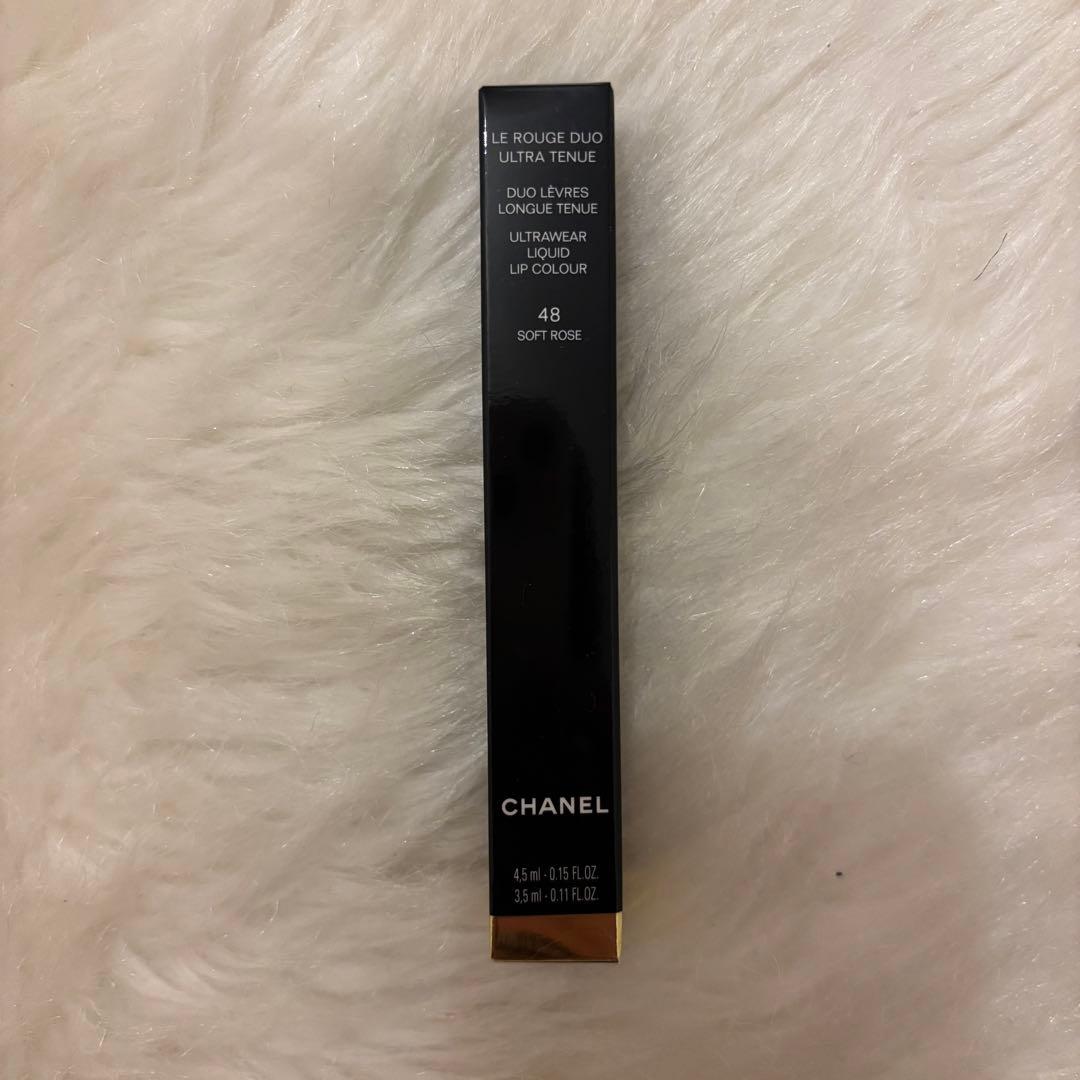 LE ROUGE DUO
ULTRA TENUE
DUO LÈVRES
LONGUE TENUE
ULTRAWEAR
LIQUID
LIP COLOUR
48
SOFT ROSE
CHANEL
4,5 ml - 0.15 FL.OZ.
3,5 ml - 0.11 FL.OZ.